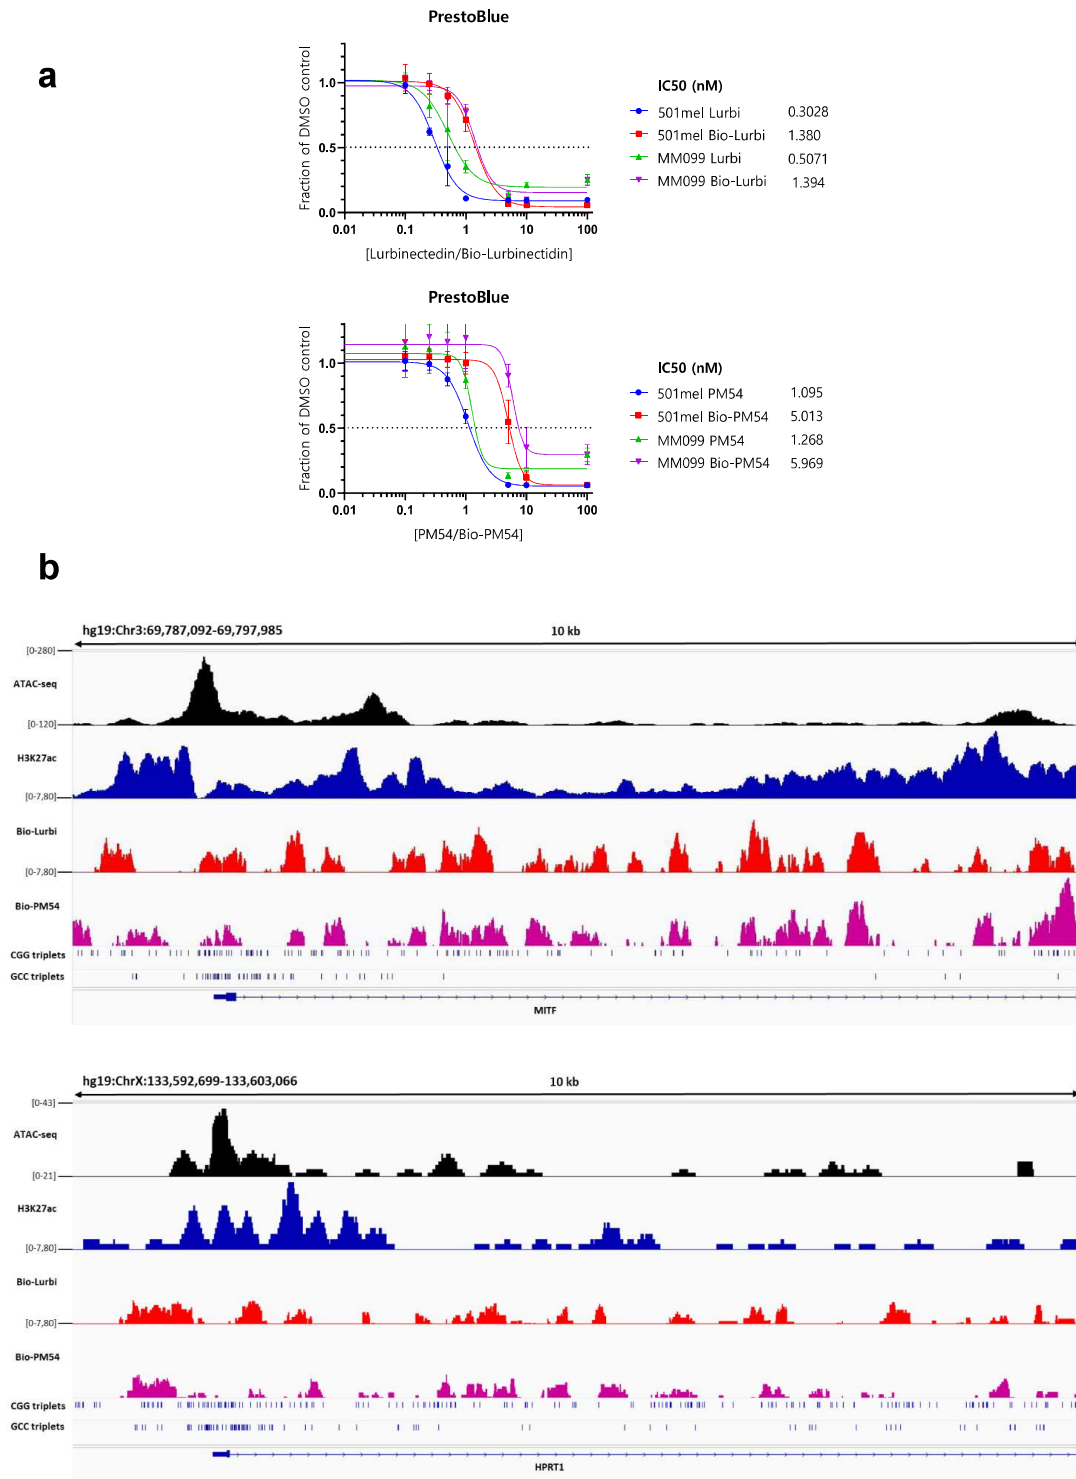 a
PrestoBlue
Fraction of DMSO control
1.0
0.5
0.0
0.01 0.1 1 10 100
[Lurbinectedin/Bio-Lurbinectidin]
IC50 (nM)
501mel Lurbi 0.3028
501mel Bio-Lurbi 1.380
MM099 Lurbi 0.5071
MM099 Bio-Lurbi 1.394
PrestoBlue
Fraction of DMSO control
1.0
0.5
0.0
0.01 0.1 1 10 100
[PM54/Bio-PM54]
IC50 (nM)
501mel PM54 1.095
501mel Bio-PM54 5.013
MM099 PM54 1.268
MM099 Bio-PM54 5.969
b
hg19:Chr3:69,787,092-69,797,985 10 kb
[0-280]
ATAC-seq
[0-120]
H3K27ac
[0-7,80]
Bio-Lurbi
[0-7,80]
Bio-PM54
CGG triplets
GCC triplets
MITF
hg19:ChrX:133,592,699-133,603,066 10 kb
[0-43]
ATAC-seq
[0-21]
H3K27ac
[0-7,80]
Bio-Lurbi
[0-7,80]
Bio-PM54
CGG triplets
GCC triplets
HPRT1